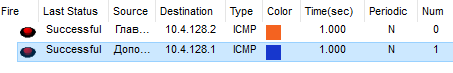 Fire Last Status Source Destination Type Color Time(sec) Periodic Num
Successful Глав... 10.4.128.2 ICMP 1.000 N 0
Successful Допо... 10.4.128.1 ICMP 1.000 N 1